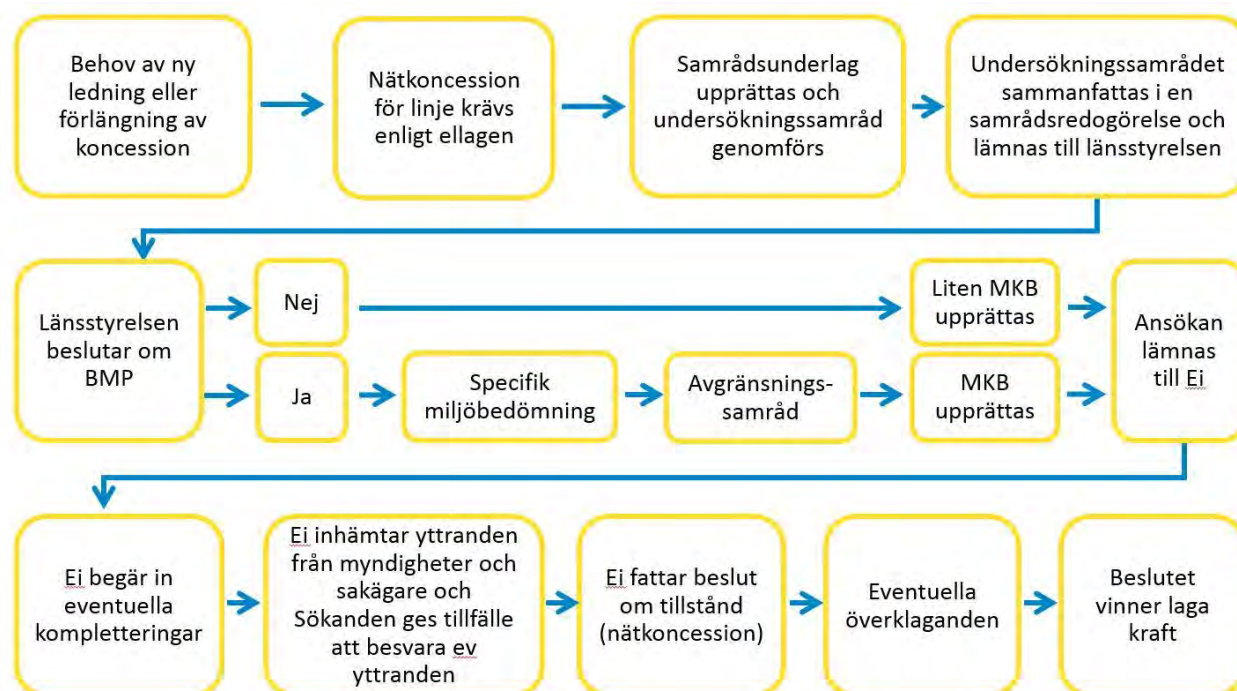 Behov av ny
ledning eller
förlängning av
koncession
Nätkoncession
för linje krävs
enligt ellagen
Samrådsunderlag
upprättas och
undersökningssamråd
genomförs
Undersökningssamrådet
sammanfattas i en
samrådsredogörelse och
lämnas till länsstyrelsen
Länsstyrelsen
beslutar om
BMP
Nej
Liten MKB
upprättas
Ja
Specifik
miljöbedömning
Avgränsnings-
samråd
MKB
upprättas
Ansökan
lämnas
till Ei
Ei begär in
eventuella
kompletteringar
Ei inhämtar yttranden
från myndigheter och
sakägare och
Sökanden ges tillfälle
att besvara ev
yttranden
Ei fattar beslut
om tillstånd
(nätkoncession)
Eventuella
överklaganden
Beslutet
vinner laga
kraft